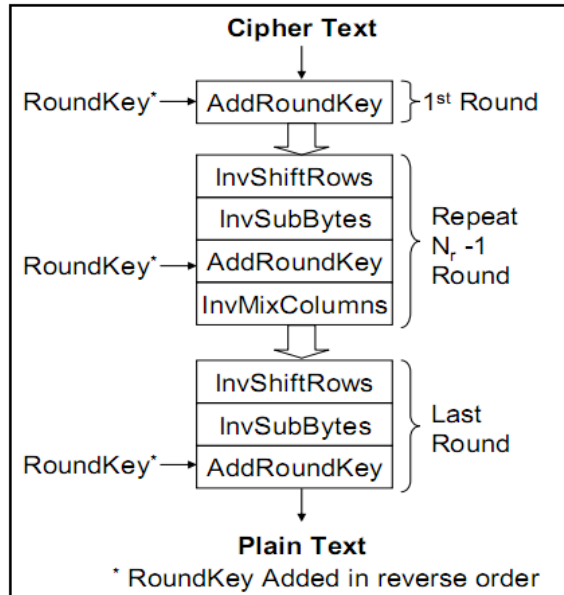 Cipher Text
RoundKey* AddRoundKey 1st Round
InvShiftRows
InvSubBytes
RoundKey* AddRoundKey
InvMixColumns
Repeat
Nr -1
Round
InvShiftRows
InvSubBytes
RoundKey* AddRoundKey
Last
Round
Plain Text
* RoundKey Added in reverse order